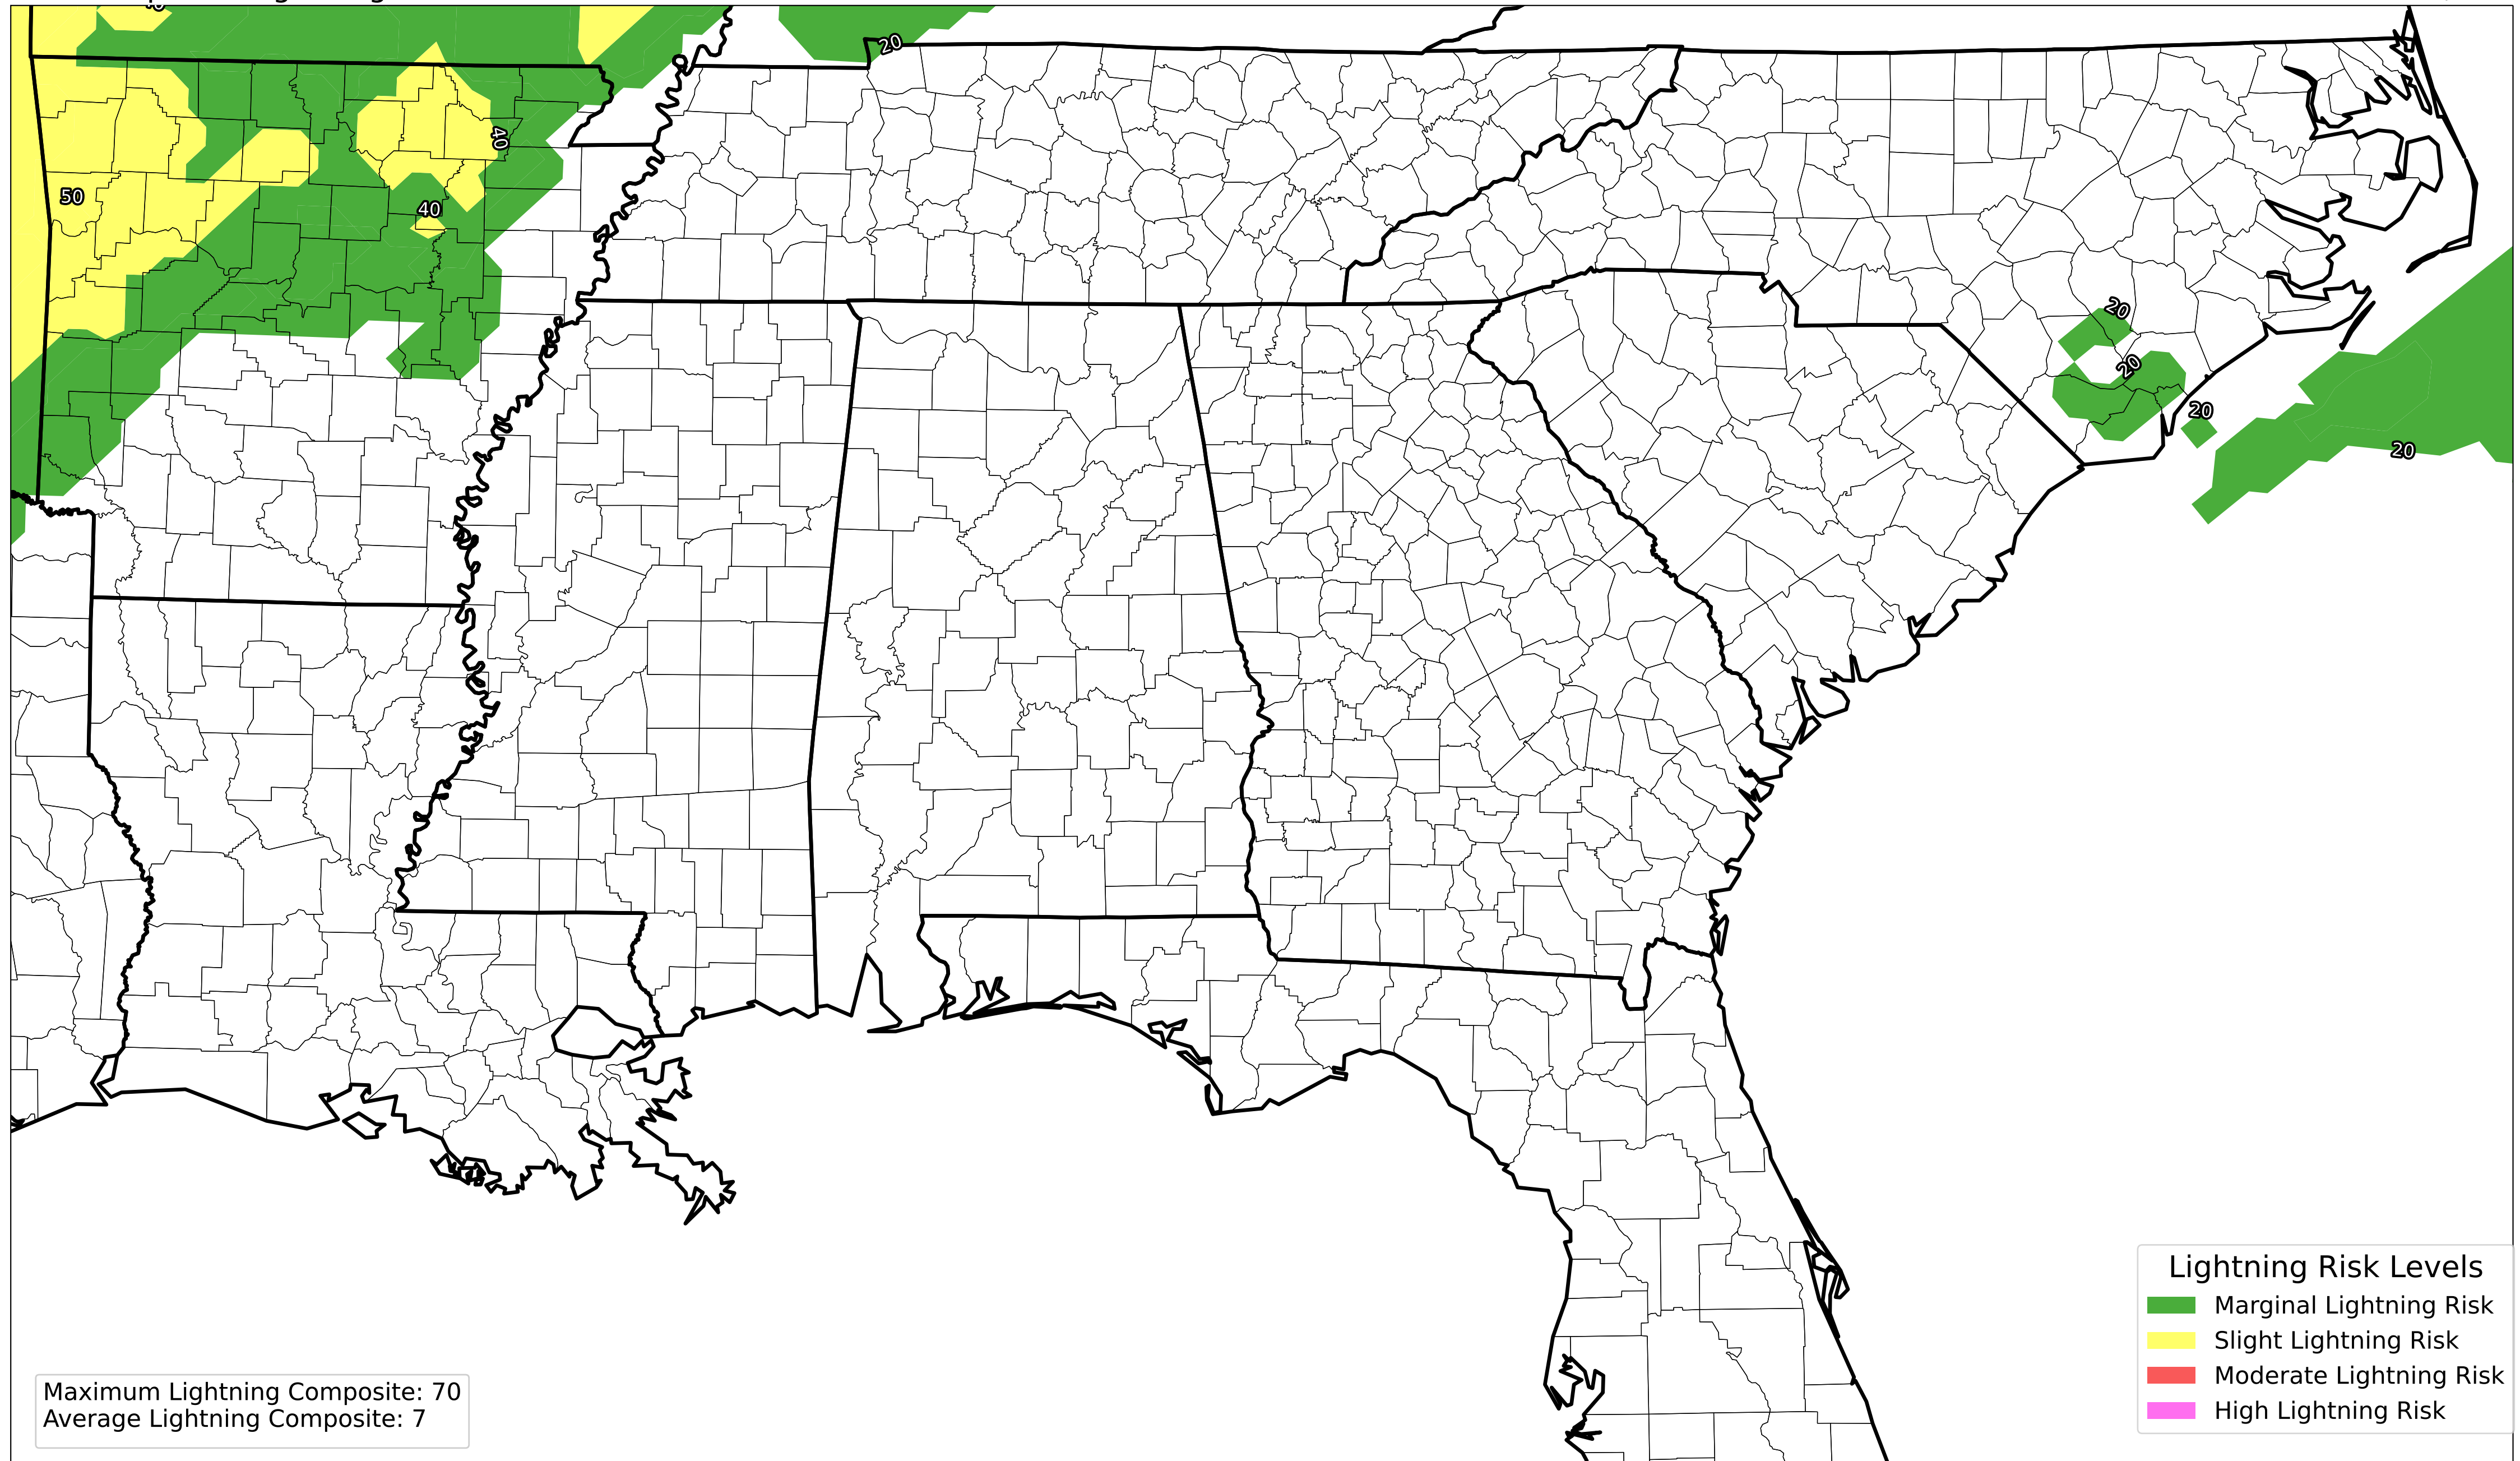 20
40
50
40
20
20
20
20
Lightning Risk Levels
Marginal Lightning Risk
Slight Lightning Risk
Moderate Lightning Risk
High Lightning Risk
Maximum Lightning Composite: 70
Average Lightning Composite: 7